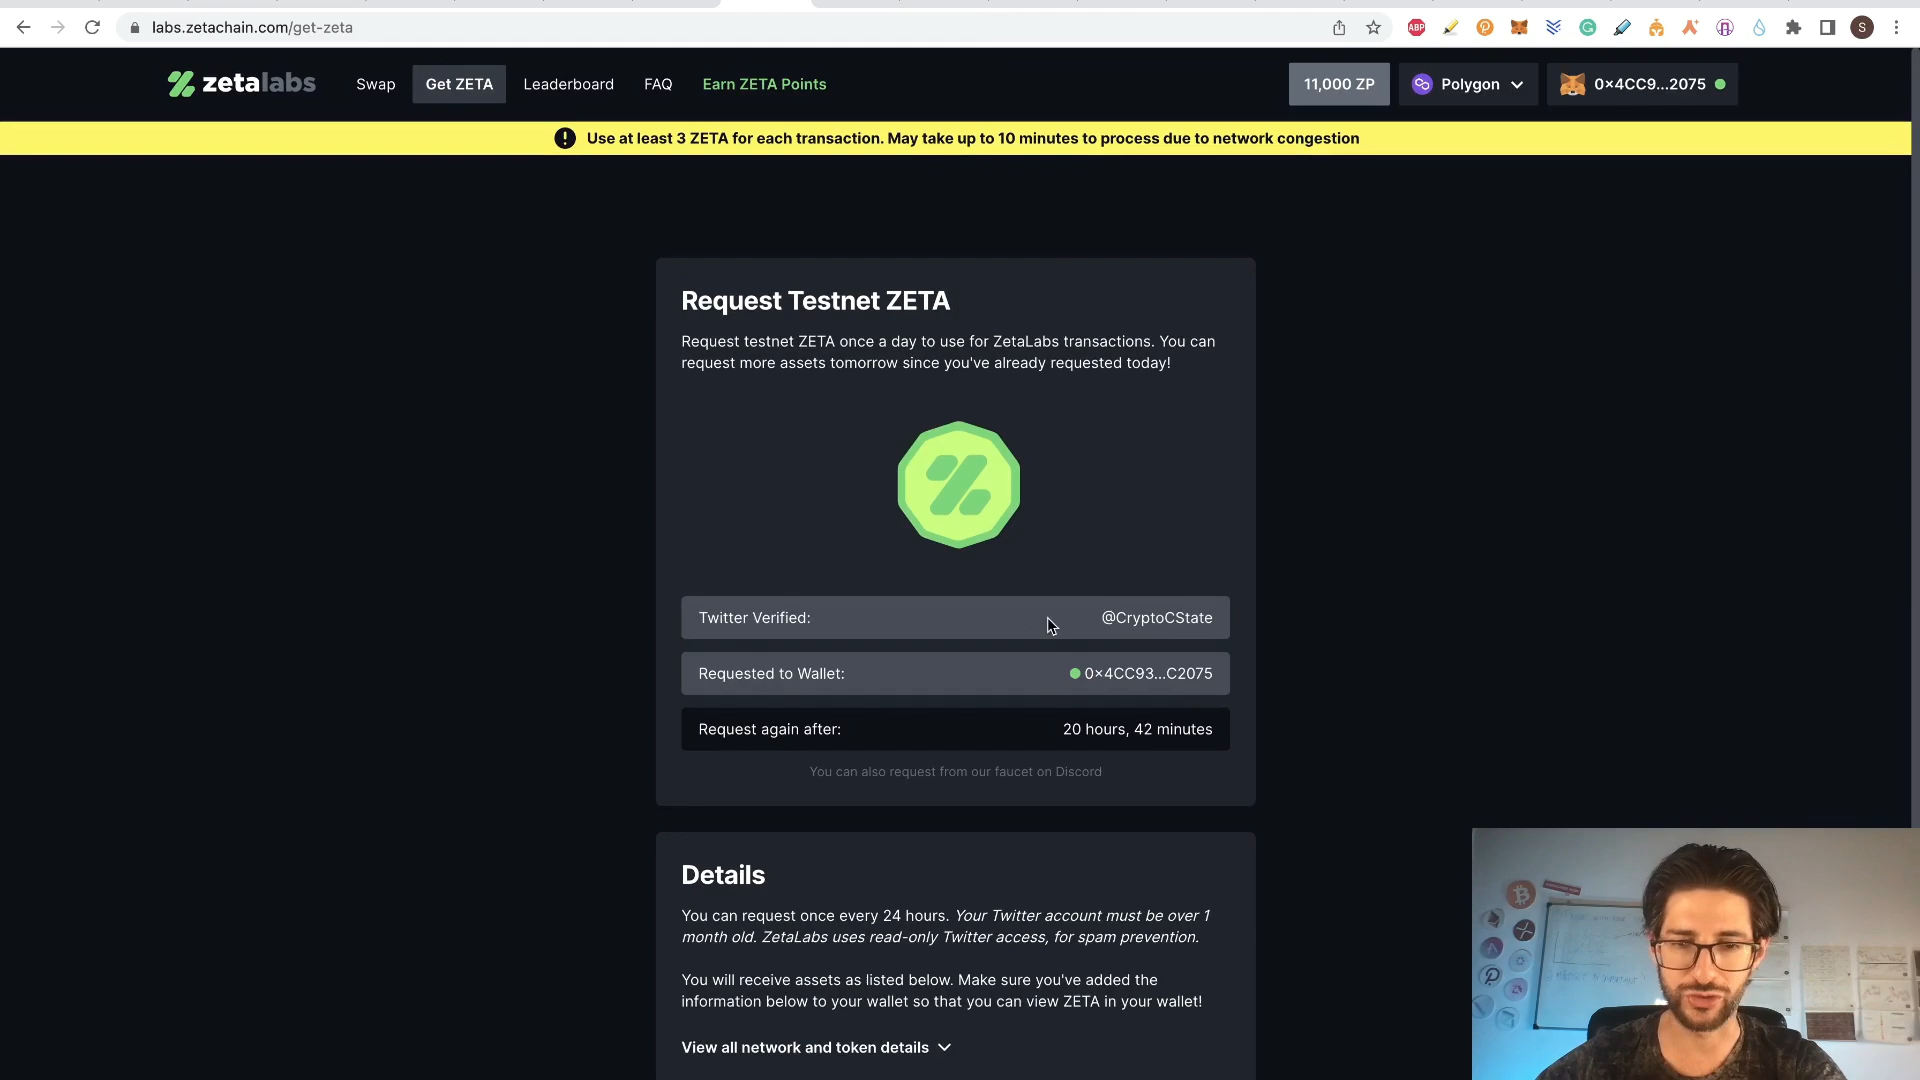 labs.zetachain.com/get-zeta
ABP
S
zetalabs
Swap
Get ZETA
Leaderboard
FAQ
Earn ZETA Points
11,000 ZP
Polygon
0×4CC9...2075
Use at least 3 ZETA for each transaction. May take up to 10 minutes to process due to network congestion
Request Testnet ZETA
Request testnet ZETA once a day to use for ZetaLabs transactions. You can
request more assets tomorrow since you've already requested today!
Twitter Verified:
@CryptoCState
Requested to Wallet:
0×4CC93...C2075
Request again after:
20 hours, 42 minutes
You can also request from our faucet on Discord
Details
You can request once every 24 hours. Your Twitter account must be over 1
month old. ZetaLabs uses read-only Twitter access, for spam prevention.
You will receive assets as listed below. Make sure you've added the
information below to your wallet so that you can view ZETA in your wallet!
View all network and token details